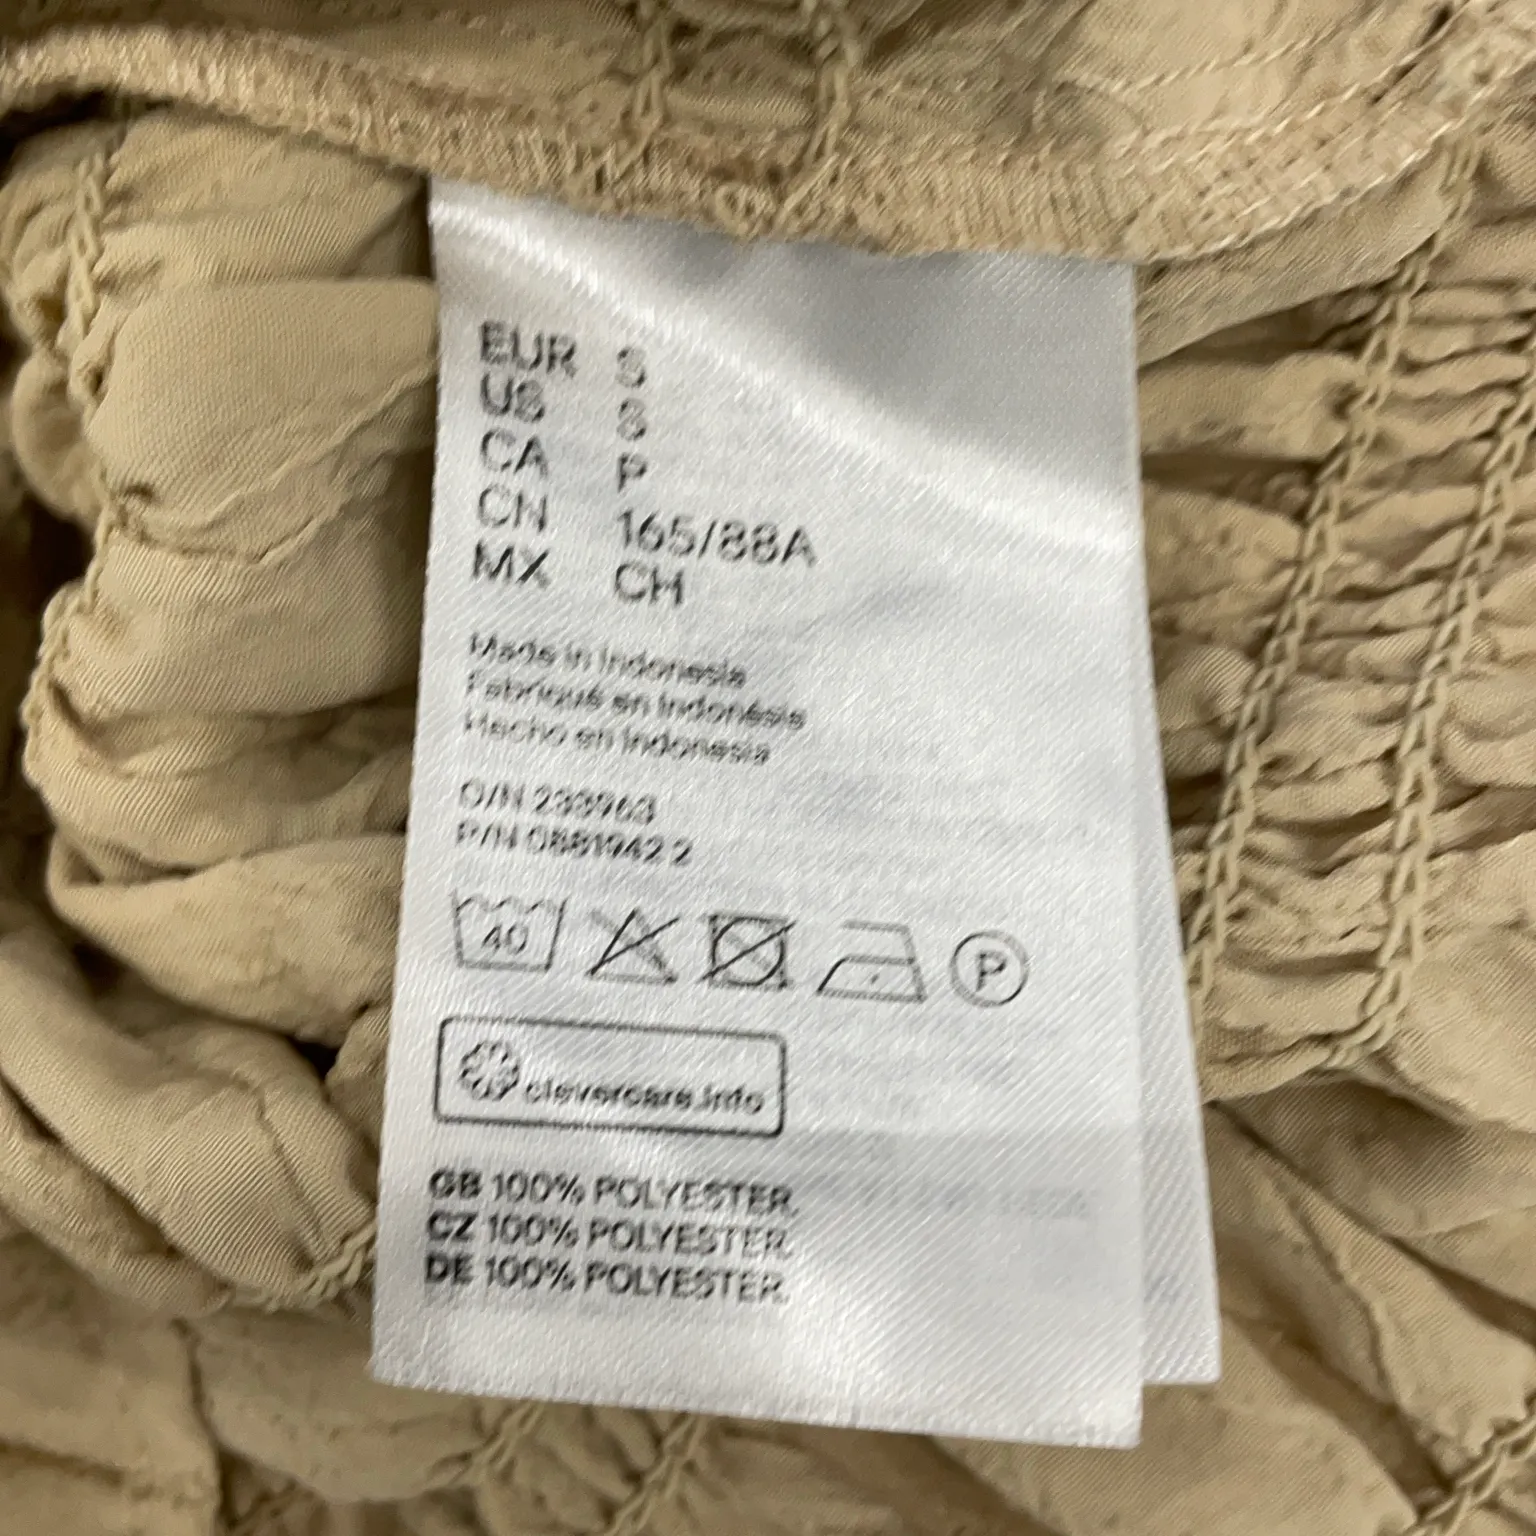 EUR S
US S
CA P
CN 165/88A
MX CH
Made in Indonesia
Fabriqué en Indonésie
Hecho en Indonesia
O/N 233963
P/N 0881942 2
40 P
clevercare.info
GB 100% POLYESTER.
CZ 100% POLYESTER.
DE 100% POLYESTER.